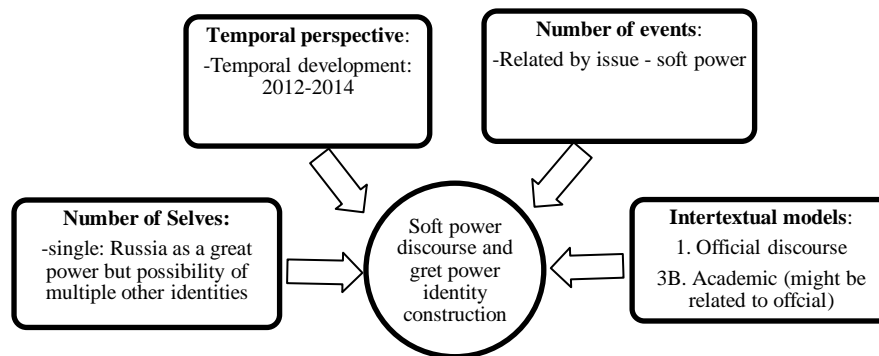 Temporal perspective:
-Temporal development:
2012-2014
Number of events:
-Related by issue - soft power
Number of Selves:
-single: Russia as a great
power but possibility of
multiple other identities
Soft power
discourse and
gret power
identity
construction
Intertextual models:
1. Official discourse
3B. Academic (might be
related to offcial)